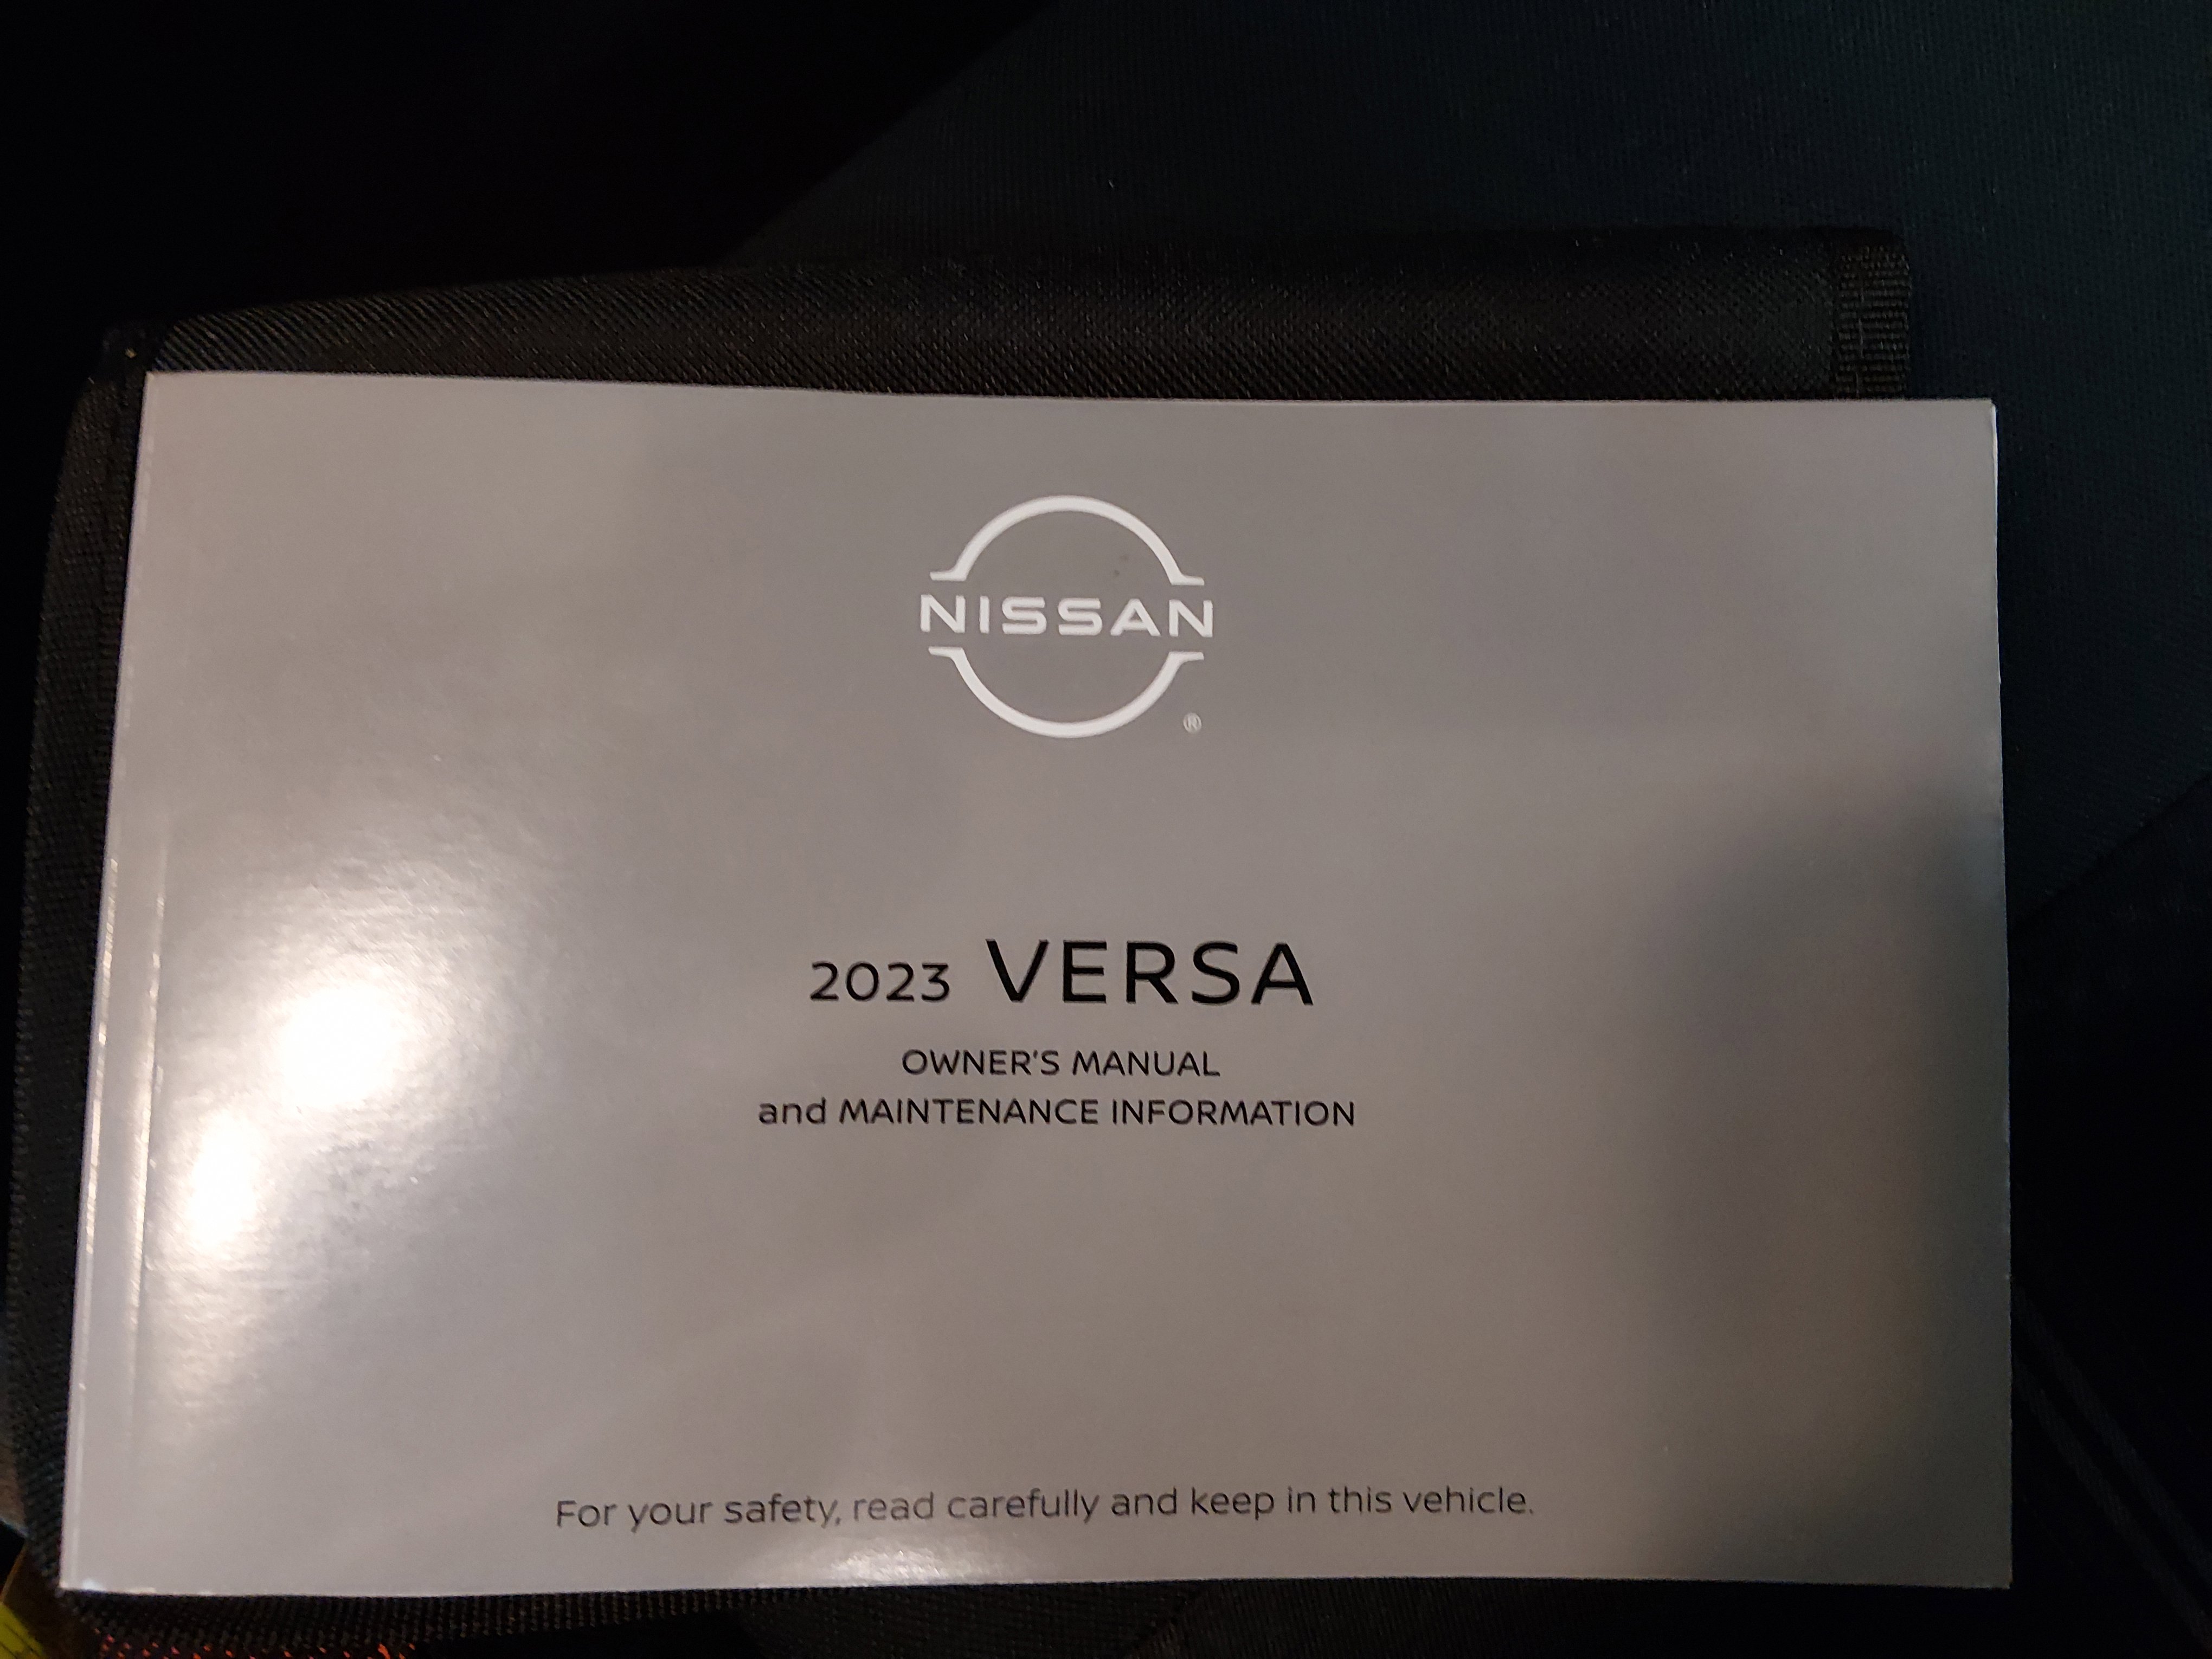 NISSAN
®
2023 VERSA
OWNER'S MANUAL
and MAINTENANCE INFORMATION
For your safety, read carefully and keep in this vehicle.